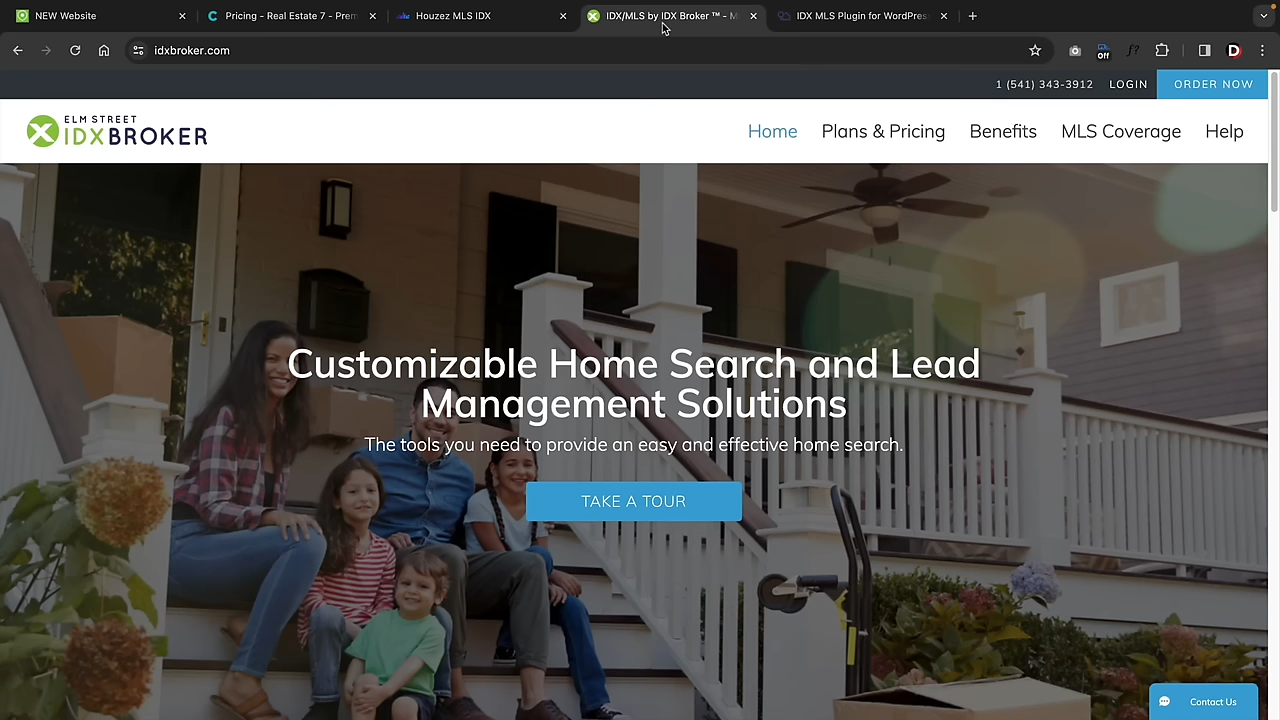 NEW Website
Pricing - Real Estate 7 - Prem
Houzez MLS IDX
IDX/MLS by IDX Broker ™ - M
IDX MLS Plugin for WordPres
idxbroker.com
Off
f?
D
1 (541) 343-3912
LOGIN
ORDER NOW
ELM STREET
IDXBROKER
Home
Plans & Pricing
Benefits
MLS Coverage
Help
Customizable Home Search and Lead
Management Solutions
The tools you need to provide an easy and effective home search.
TAKE A TOUR
Contact Us